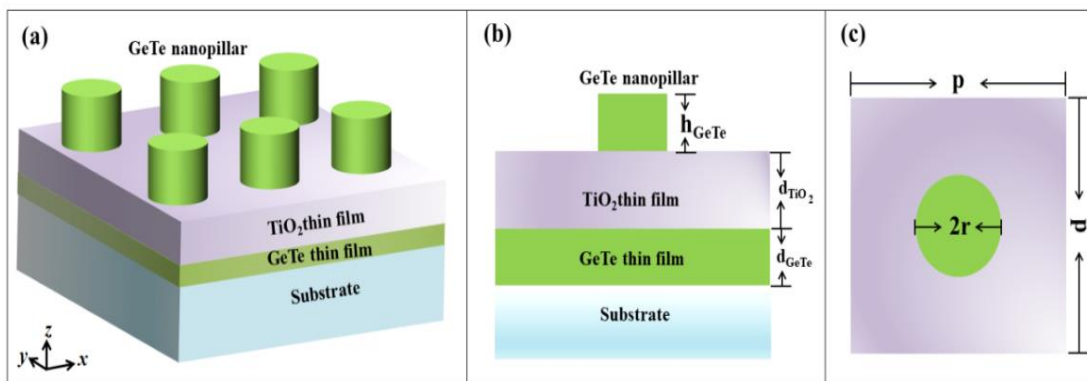 (a)
GeTe nanopillar
TiO₂thin film
GeTe thin film
Substrate
z
y
x
(b)
GeTe nanopillar
hGeTe
TiO₂thin film
dTiO₂
GeTe thin film
dGeTe
Substrate
(c)
p
2r
p